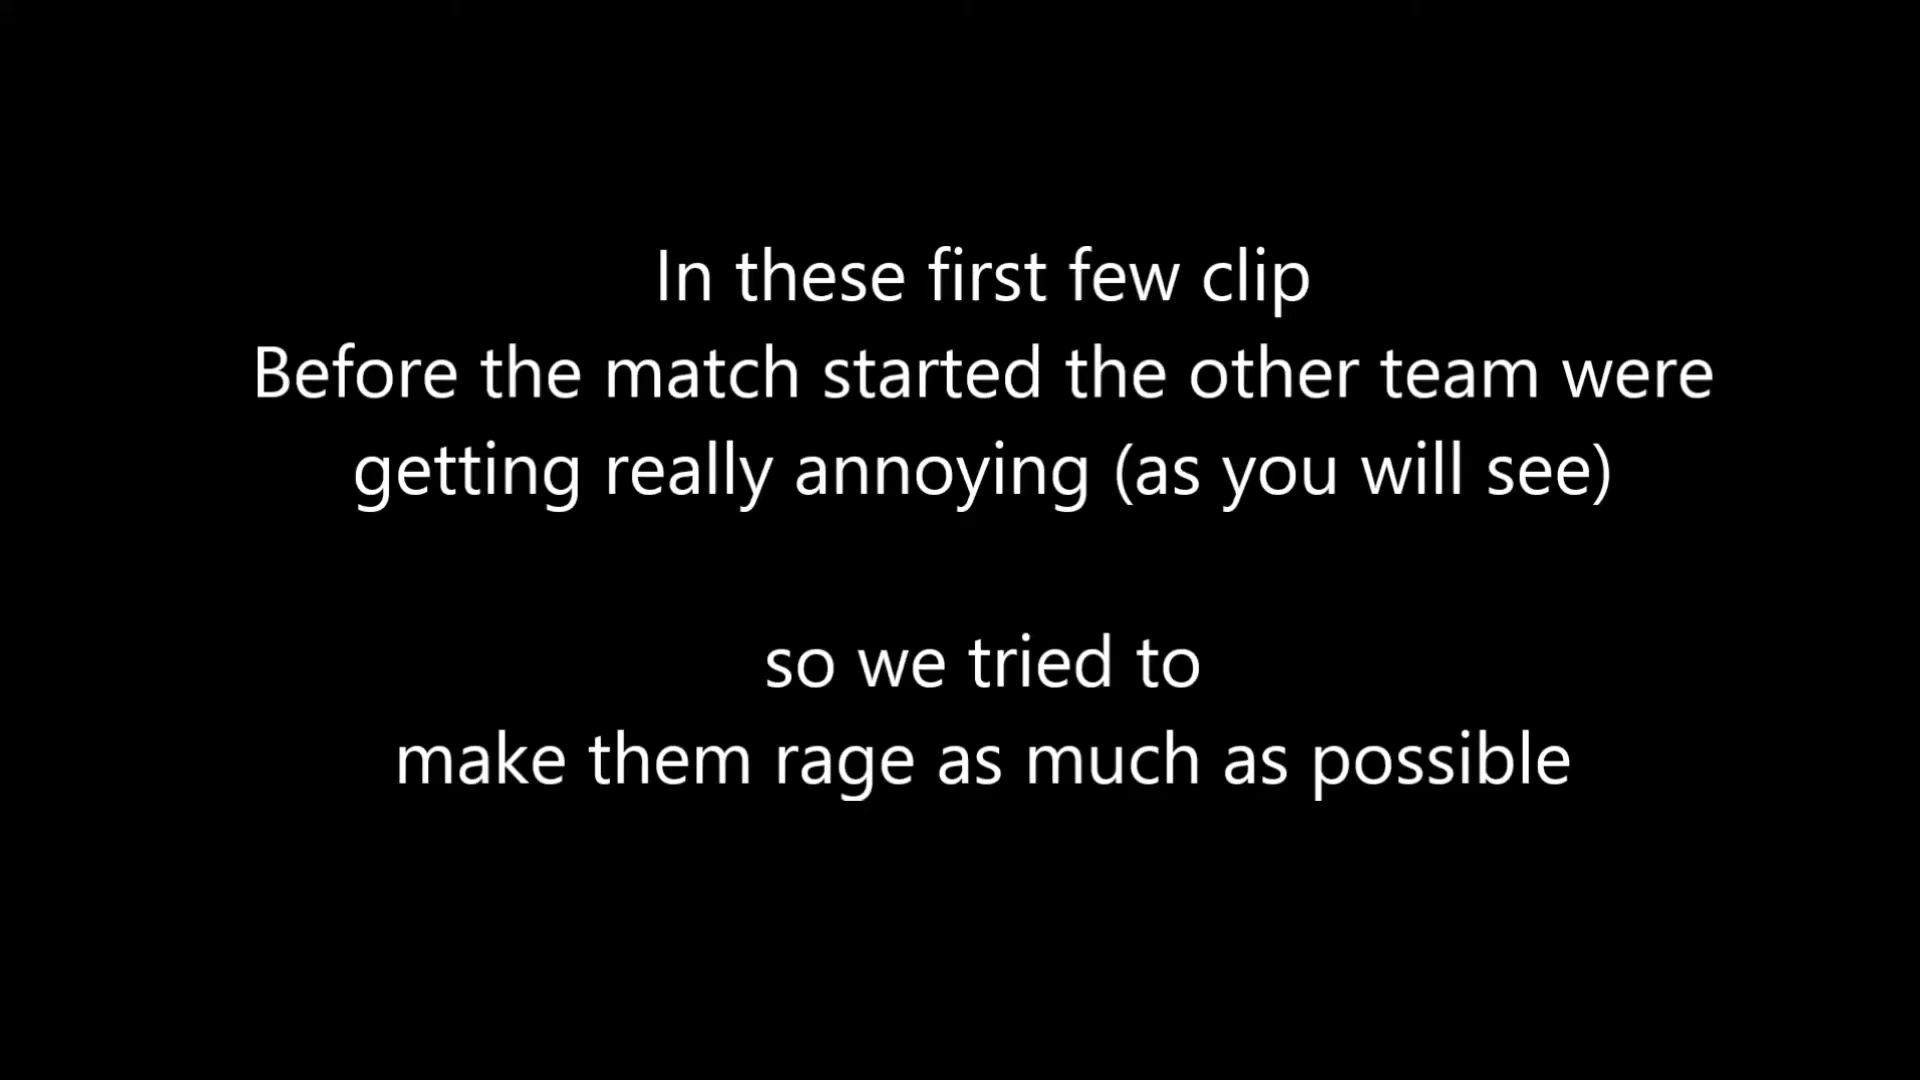 In these first few clip
Before the match started the other team were
getting really annoying (as you will see)
so we tried to
make them rage as much as possible